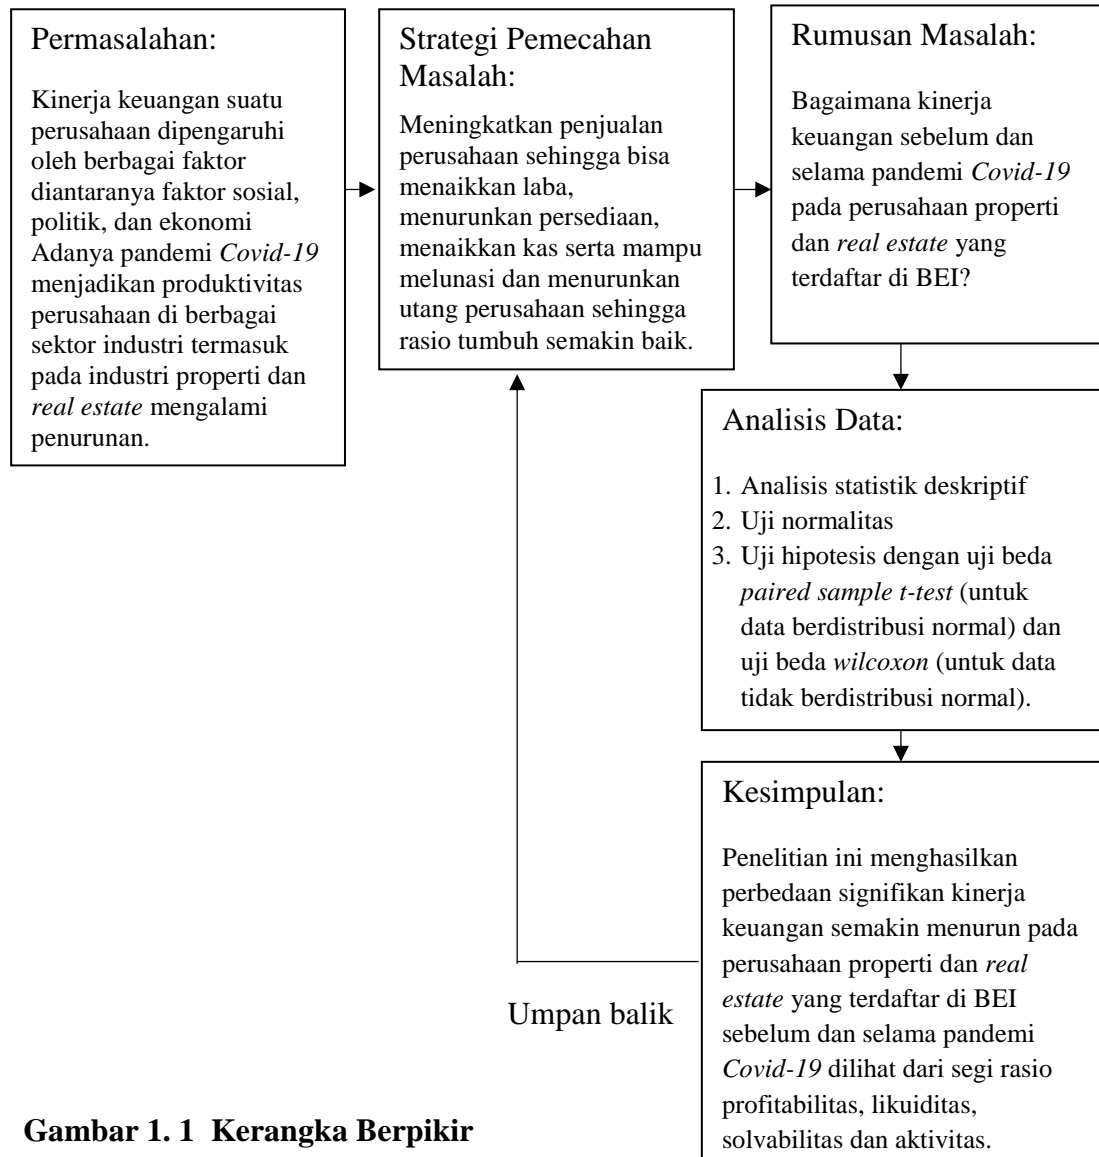 Permasalahan:
Kinerja keuangan suatu
perusahaan dipengaruhi
oleh berbagai faktor
diantaranya faktor sosial,
politik, dan ekonomi
Adanya pandemi Covid-19
menjadikan produktivitas
perusahaan di berbagai
sektor industri termasuk
pada industri properti dan
real estate mengalami
penurunan.
Strategi Pemecahan
Masalah:
Meningkatkan penjualan
perusahaan sehingga bisa
menaikkan laba,
menurunkan persediaan,
menaikkan kas serta mampu
melunasi dan menurunkan
utang perusahaan sehingga
rasio tumbuh semakin baik.
Rumusan Masalah:
Bagaimana kinerja
keuangan sebelum dan
selama pandemi Covid-19
pada perusahaan properti
dan real estate yang
terdaftar di BEI?
Analisis Data:
1. Analisis statistik deskriptif
2. Uji normalitas
3. Uji hipotesis dengan uji beda
paired sample t-test (untuk
data berdistribusi normal) dan
uji beda wilcoxon (untuk data
tidak berdistribusi normal).
Kesimpulan:
Penelitian ini menghasilkan
perbedaan signifikan kinerja
keuangan semakin menurun pada
perusahaan properti dan real
estate yang terdaftar di BEI
sebelum dan selama pandemi
Covid-19 dilihat dari segi rasio
profitabilitas, likuiditas,
solvabilitas dan aktivitas.
Umpan balik
Gambar 1. 1 Kerangka Berpikir